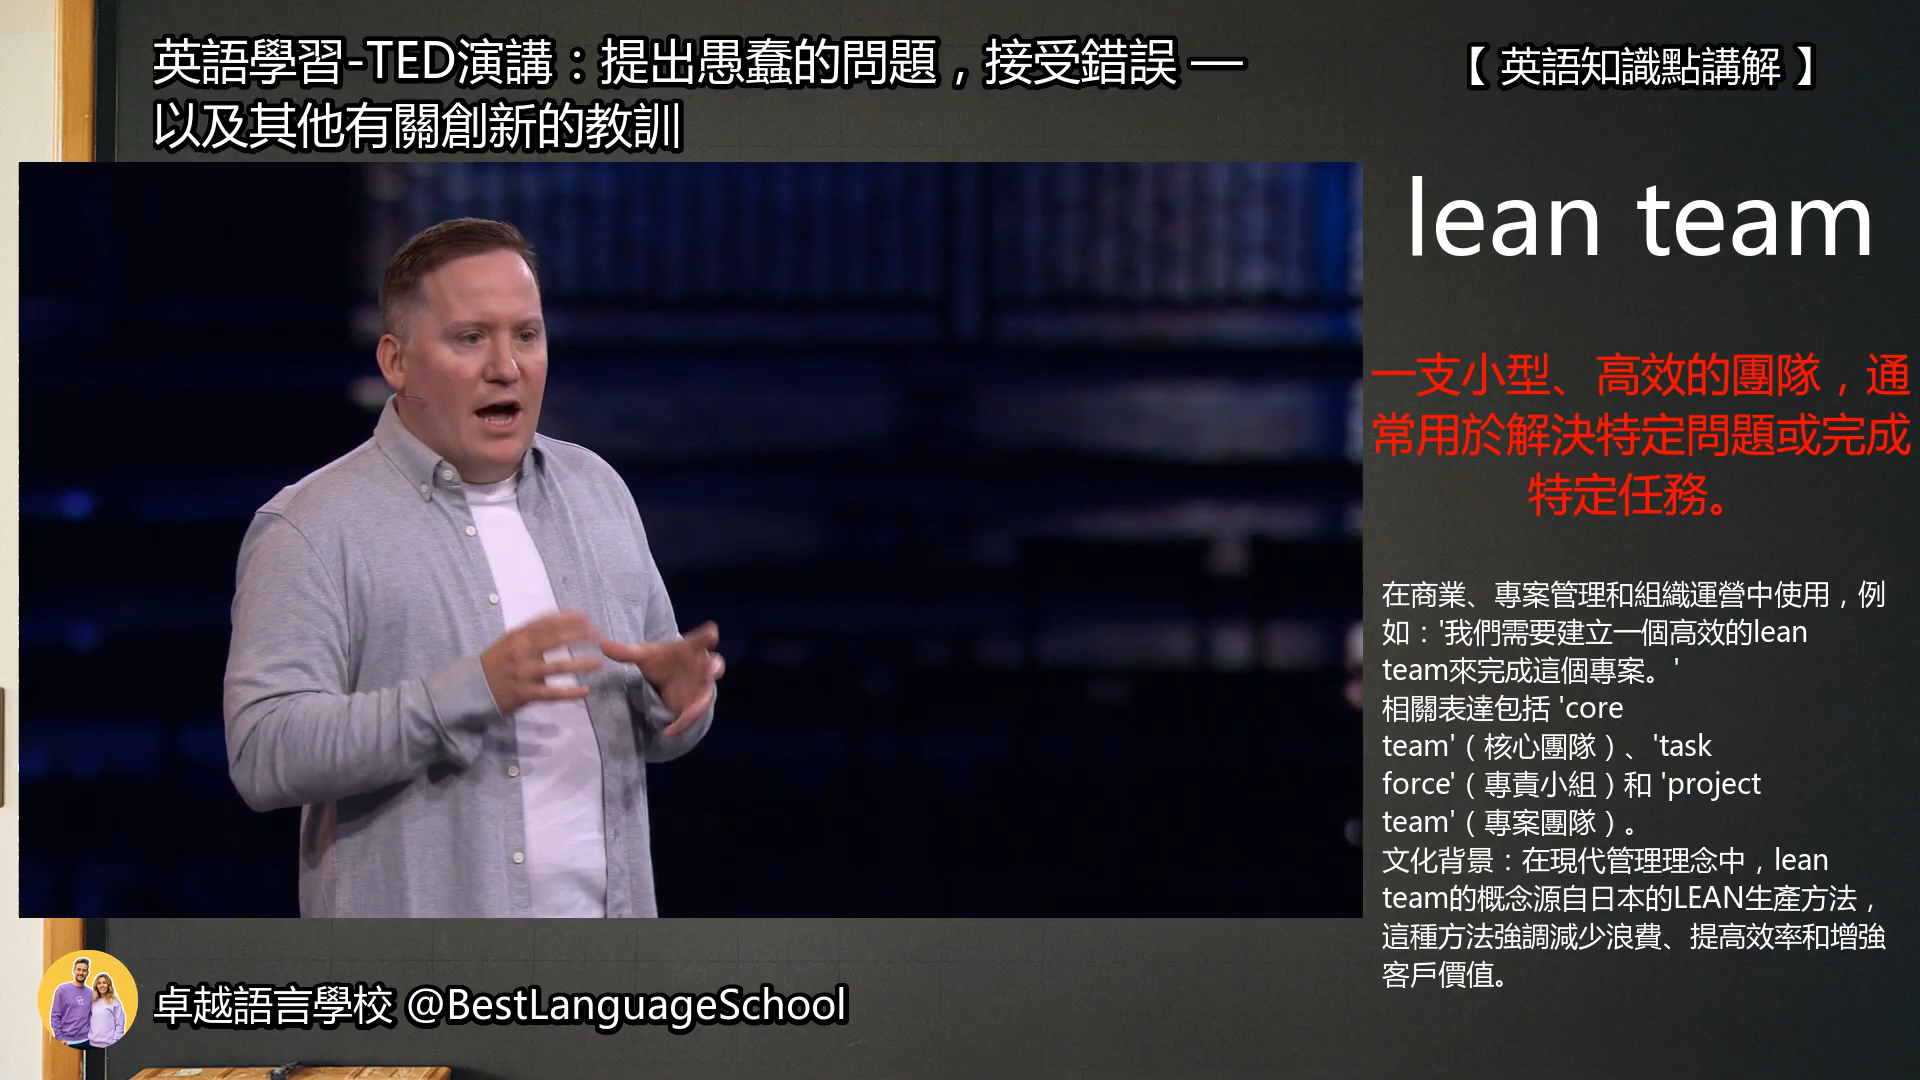 英語學習-TED演講：提出愚蠢的問題，接受錯誤 —
以及其他有關創新的教訓
【 英語知識點講解 】
lean team
一支小型、高效的團隊，通
常用於解決特定問題或完成
特定任務。
在商業、專案管理和組織運營中使用，例
如：'我們需要建立一個高效的lean
team來完成這個專案。'
相關表達包括 'core
team'（核心團隊）、'task
force'（專責小組）和 'project
team'（專案團隊）。
文化背景：在現代管理理念中，lean
team的概念源自日本的LEAN生產方法，
這種方法強調減少浪費、提高效率和增強
客戶價值。
卓越語言學校 @BestLanguageSchool